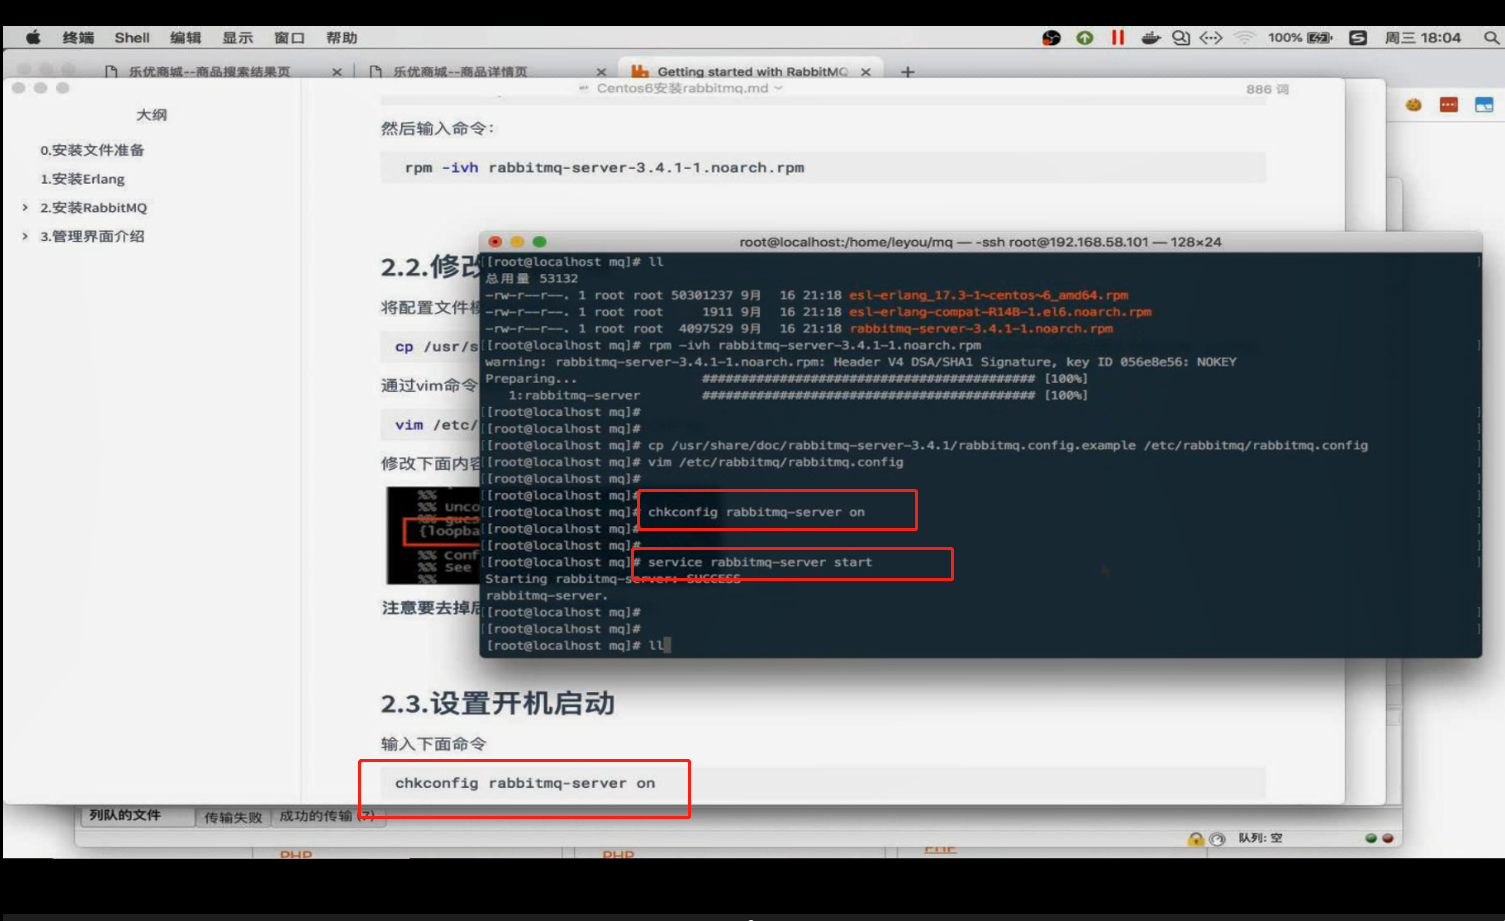 终端 Shell 编辑 显示 窗口 帮助 100% 周三 18:04
乐优商城--商品搜索结果页 × 乐优商城--商品详情页 × Getting started with RabbitMQ × +
Centos6安装rabbitmq.md 886 词
大纲
0.安装文件准备
1.安装Erlang
> 2.安装RabbitMQ
> 3.管理界面介绍
然后输入命令：
rpm -ivh rabbitmq-server-3.4.1-1.noarch.rpm
2.2.修改
将配置文件模
cp /usr/s
通过vim命令
vim /etc/
修改下面内容
%%
%% Unco
%% gues
{loopba
%% Conf
%% See
%%
注意要去掉后
root@localhost:/home/leyou/mq — -ssh root@192.168.58.101 — 128×24
[[root@localhost mq]# ll ]
总用量 53132
-rw-r--r--. 1 root root 50301237 9月 16 21:18 esl-erlang_17.3-1~centos~6_amd64.rpm
-rw-r--r--. 1 root root 1911 9月 16 21:18 esl-erlang-compat-R14B-1.el6.noarch.rpm
-rw-r--r--. 1 root root 4097529 9月 16 21:18 rabbitmq-server-3.4.1-1.noarch.rpm
[[root@localhost mq]# rpm -ivh rabbitmq-server-3.4.1-1.noarch.rpm ]
warning: rabbitmq-server-3.4.1-1.noarch.rpm: Header V4 DSA/SHA1 Signature, key ID 056e8e56: NOKEY
Preparing... ########################################### [100%]
1:rabbitmq-server ########################################### [100%]
[[root@localhost mq]# ]
[[root@localhost mq]# ]
[[root@localhost mq]# cp /usr/share/doc/rabbitmq-server-3.4.1/rabbitmq.config.example /etc/rabbitmq/rabbitmq.config ]
[[root@localhost mq]# vim /etc/rabbitmq/rabbitmq.config ]
[[root@localhost mq]# ]
[[root@localhost mq]# ]
[[root@localhost mq]# chkconfig rabbitmq-server on ]
[[root@localhost mq]# ]
[[root@localhost mq]# ]
[[root@localhost mq]# service rabbitmq-server start ]
Starting rabbitmq-server: SUCCESS
rabbitmq-server.
[[root@localhost mq]# ]
[[root@localhost mq]# ]
[root@localhost mq]# ll
2.3.设置开机启动
输入下面命令
chkconfig rabbitmq-server on
列队的文件 传输失败 成功的传输 (7)
队列: 空
PHP PHP PHP